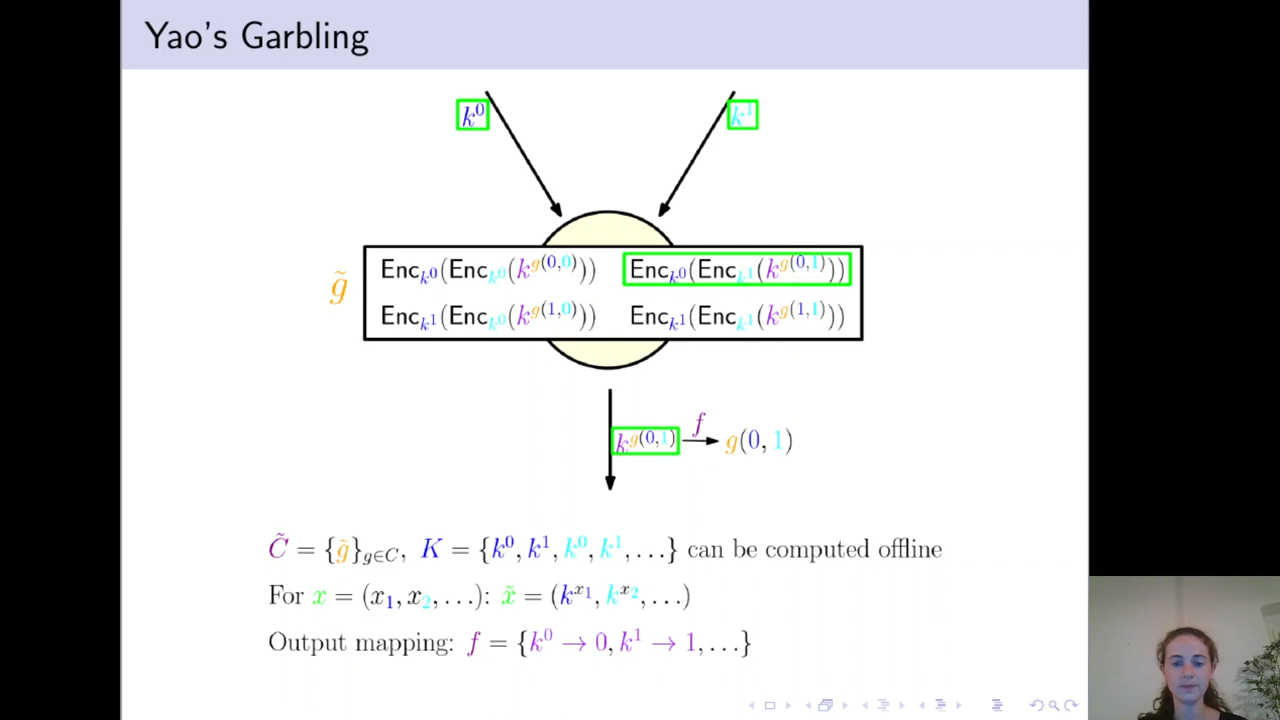 Yao's Garbling
k^0 k^1
g̃
Enc_{k^0}(Enc_{k^0}(k^{g(0,0)})) Enc_{k^0}(Enc_{k^1}(k^{g(0,1)}))
Enc_{k^1}(Enc_{k^0}(k^{g(1,0)})) Enc_{k^1}(Enc_{k^1}(k^{g(1,1)}))
f
k^{g(0,1)} → g(0, 1)
C̃ = {g̃}_{g∈C}, K = {k^0, k^1, k^0, k^1, …} can be computed offline
For x = (x_1, x_2, …): x̃ = (k^{x_1}, k^{x_2}, …)
Output mapping: f = {k^0 → 0, k^1 → 1, …}